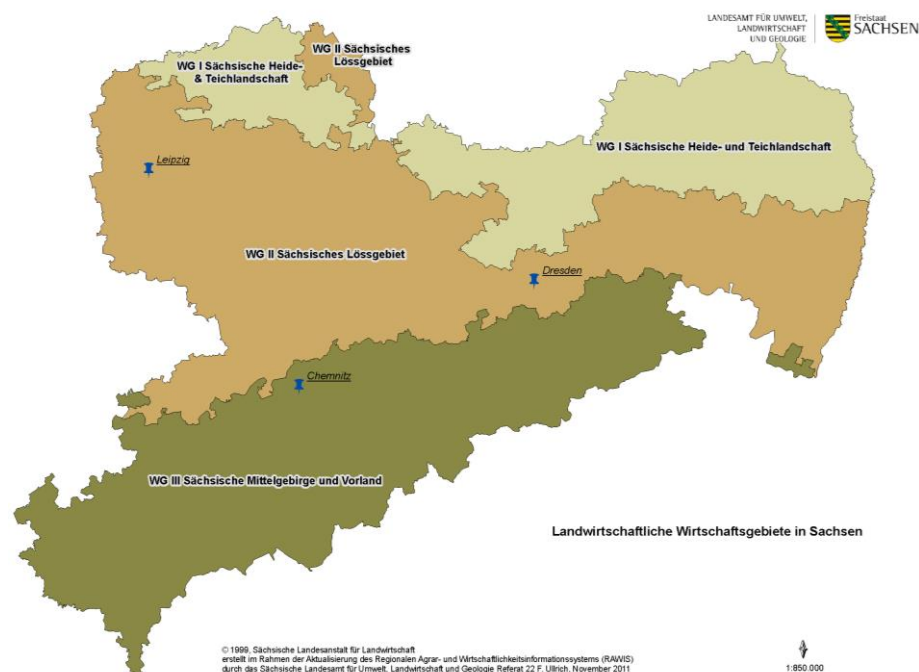 LANDESAMT FÜR UMWELT,
LANDWIRTSCHAFT
UND GEOLOGIE
Freistaat
SACHSEN
WG II Sächsisches
Lössgebiet
WG I Sächsische Heide-
& Teichlandschaft
WG I Sächsische Heide- und Teichlandschaft
Leipzig
WG II Sächsisches Lössgebiet
Dresden
Chemnitz
WG III Sächsische Mittelgebirge und Vorland
Landwirtschaftliche Wirtschaftsgebiete in Sachsen
© 1999, Sächsische Landesanstalt für Landwirtschaft
erstellt im Rahmen der Aktualisierung des Regionalen Agrar- und Wirtschaftlichkeitsinformationssystems (RAWIS)
durch das Sächsische Landesamt für Umwelt, Landwirtschaft und Geologie Referat 22 F. Ullrich, November 2011
1:850.000